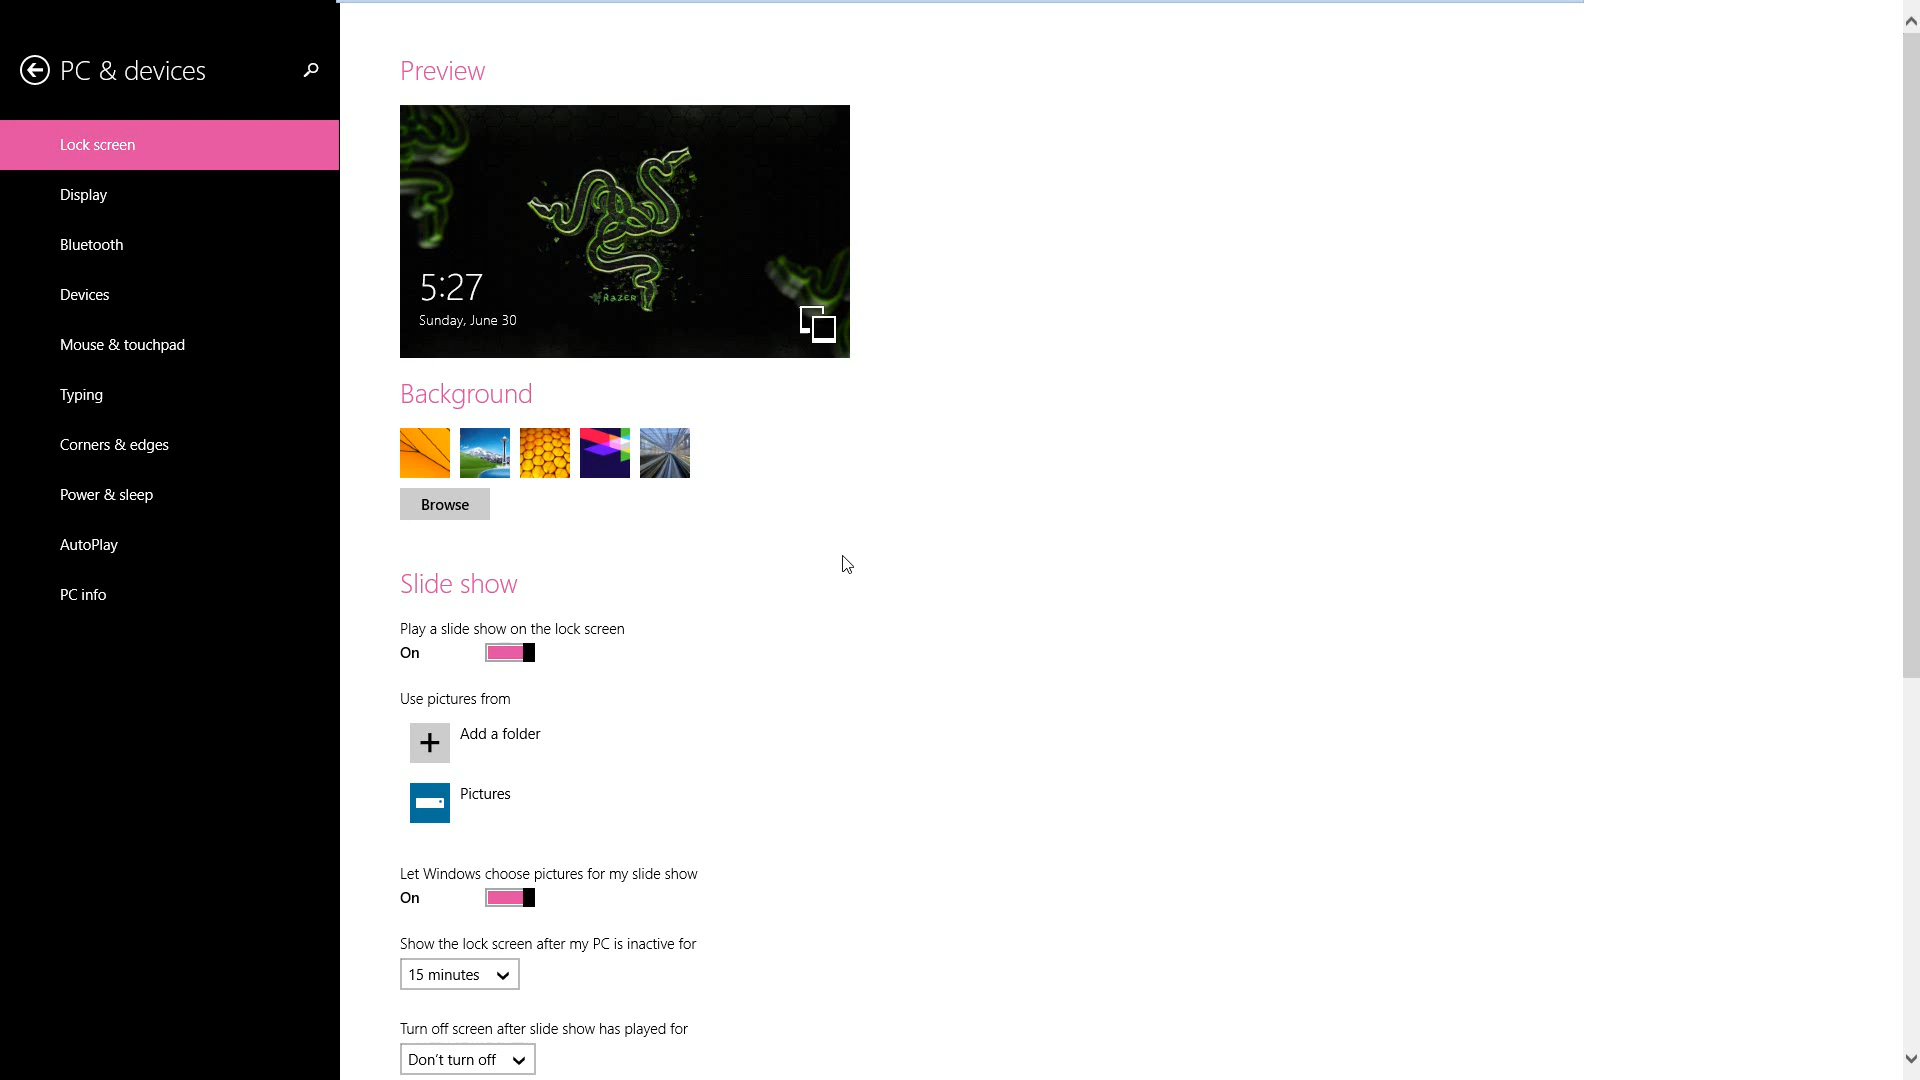 PC & devices
Lock screen
Display
Bluetooth
Devices
Mouse & touchpad
Typing
Corners & edges
Power & sleep
AutoPlay
PC info
Preview
5:27
Sunday, June 30
RAZER
Background
Browse
Slide show
Play a slide show on the lock screen
On
Use pictures from
Add a folder
Pictures
Let Windows choose pictures for my slide show
On
Show the lock screen after my PC is inactive for
15 minutes
Turn off screen after slide show has played for
Don't turn off